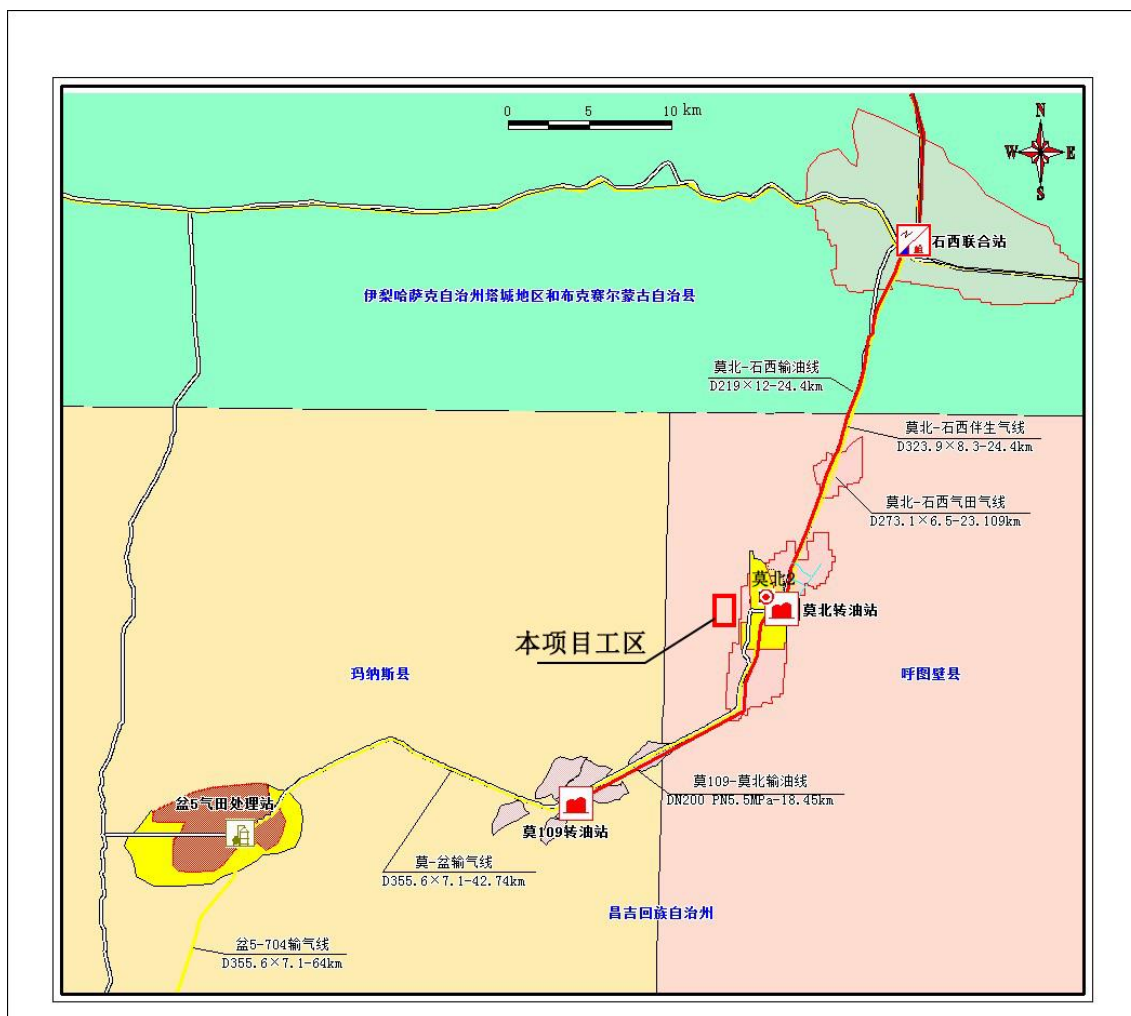 0 5 10 km
N
W E
S
石西联合站
伊梨哈萨克自治州塔城地区和布克赛尔蒙古自治县
莫北-石西输油线
D219×12-24.4km
莫北-石西伴生气线
D323.9×8.3-24.4km
莫北-石西气田气线
D273.1×6.5-23.109km
莫北2
莫北转油站
本项目工区
玛纳斯县
呼图壁县
莫109-莫北输油线
DN200 PN5.5MPa-18.45km
盆5气田处理站
莫109转油站
莫-盆输气线
D355.6×7.1-42.74km
昌吉回族自治州
盆5-704输气线
D355.6×7.1-64km